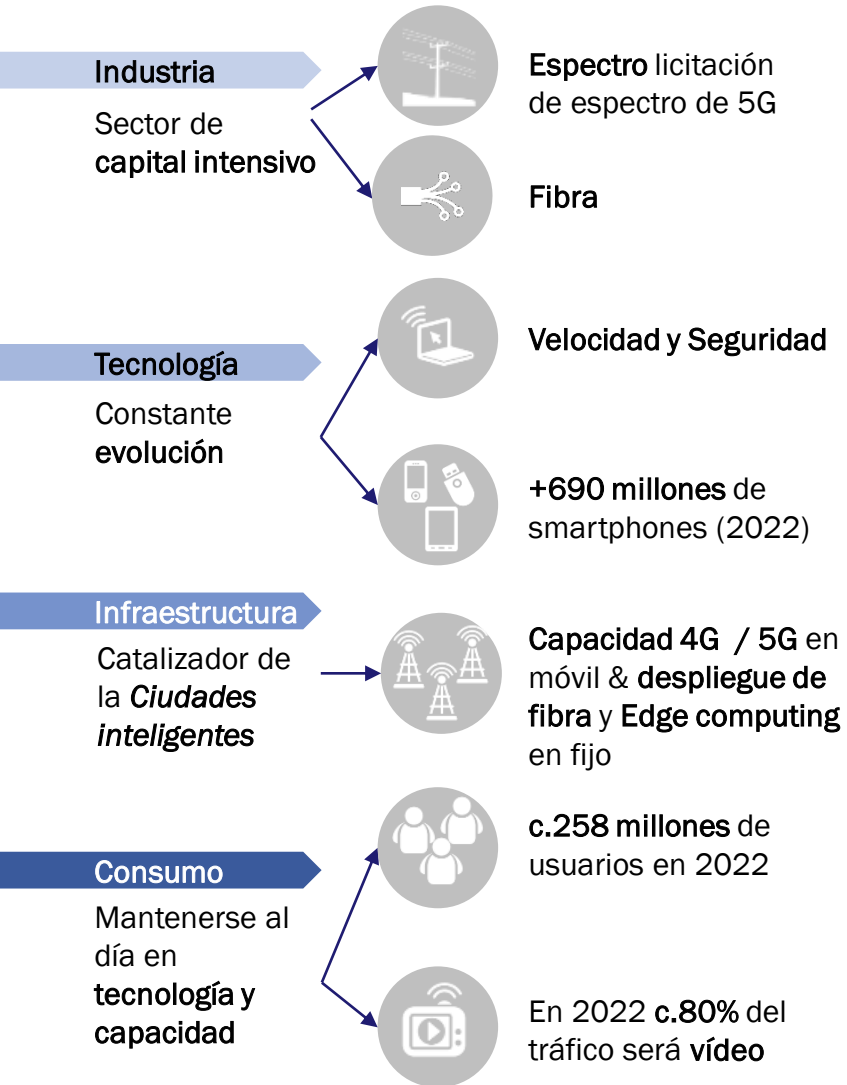 Industria
Sector de
capital intensivo
Espectro licitación
de espectro de 5G
Fibra
Tecnología
Constante
evolución
Velocidad y Seguridad
+690 millones de
smartphones (2022)
Infraestructura
Catalizador de
la Ciudades
inteligentes
Capacidad 4G / 5G en
móvil & despliegue de
fibra y Edge computing
en fijo
Consumo
Mantenerse al
día en
tecnología y
capacidad
c.258 millones de
usuarios en 2022
En 2022 c.80% del
tráfico será vídeo